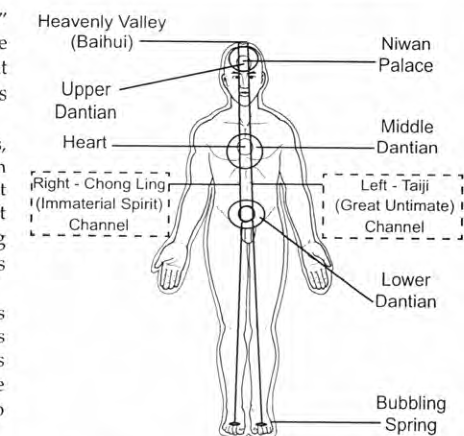 Heavenly Valley
(Baihui)
Niwan
Palace
Upper
Dantian
Heart
Middle
Dantian
Right - Chong Ling
(Immaterial Spirit)
Channel
Left - Taiji
(Great Untimate)
Channel
Lower
Dantian
Bubbling
Spring